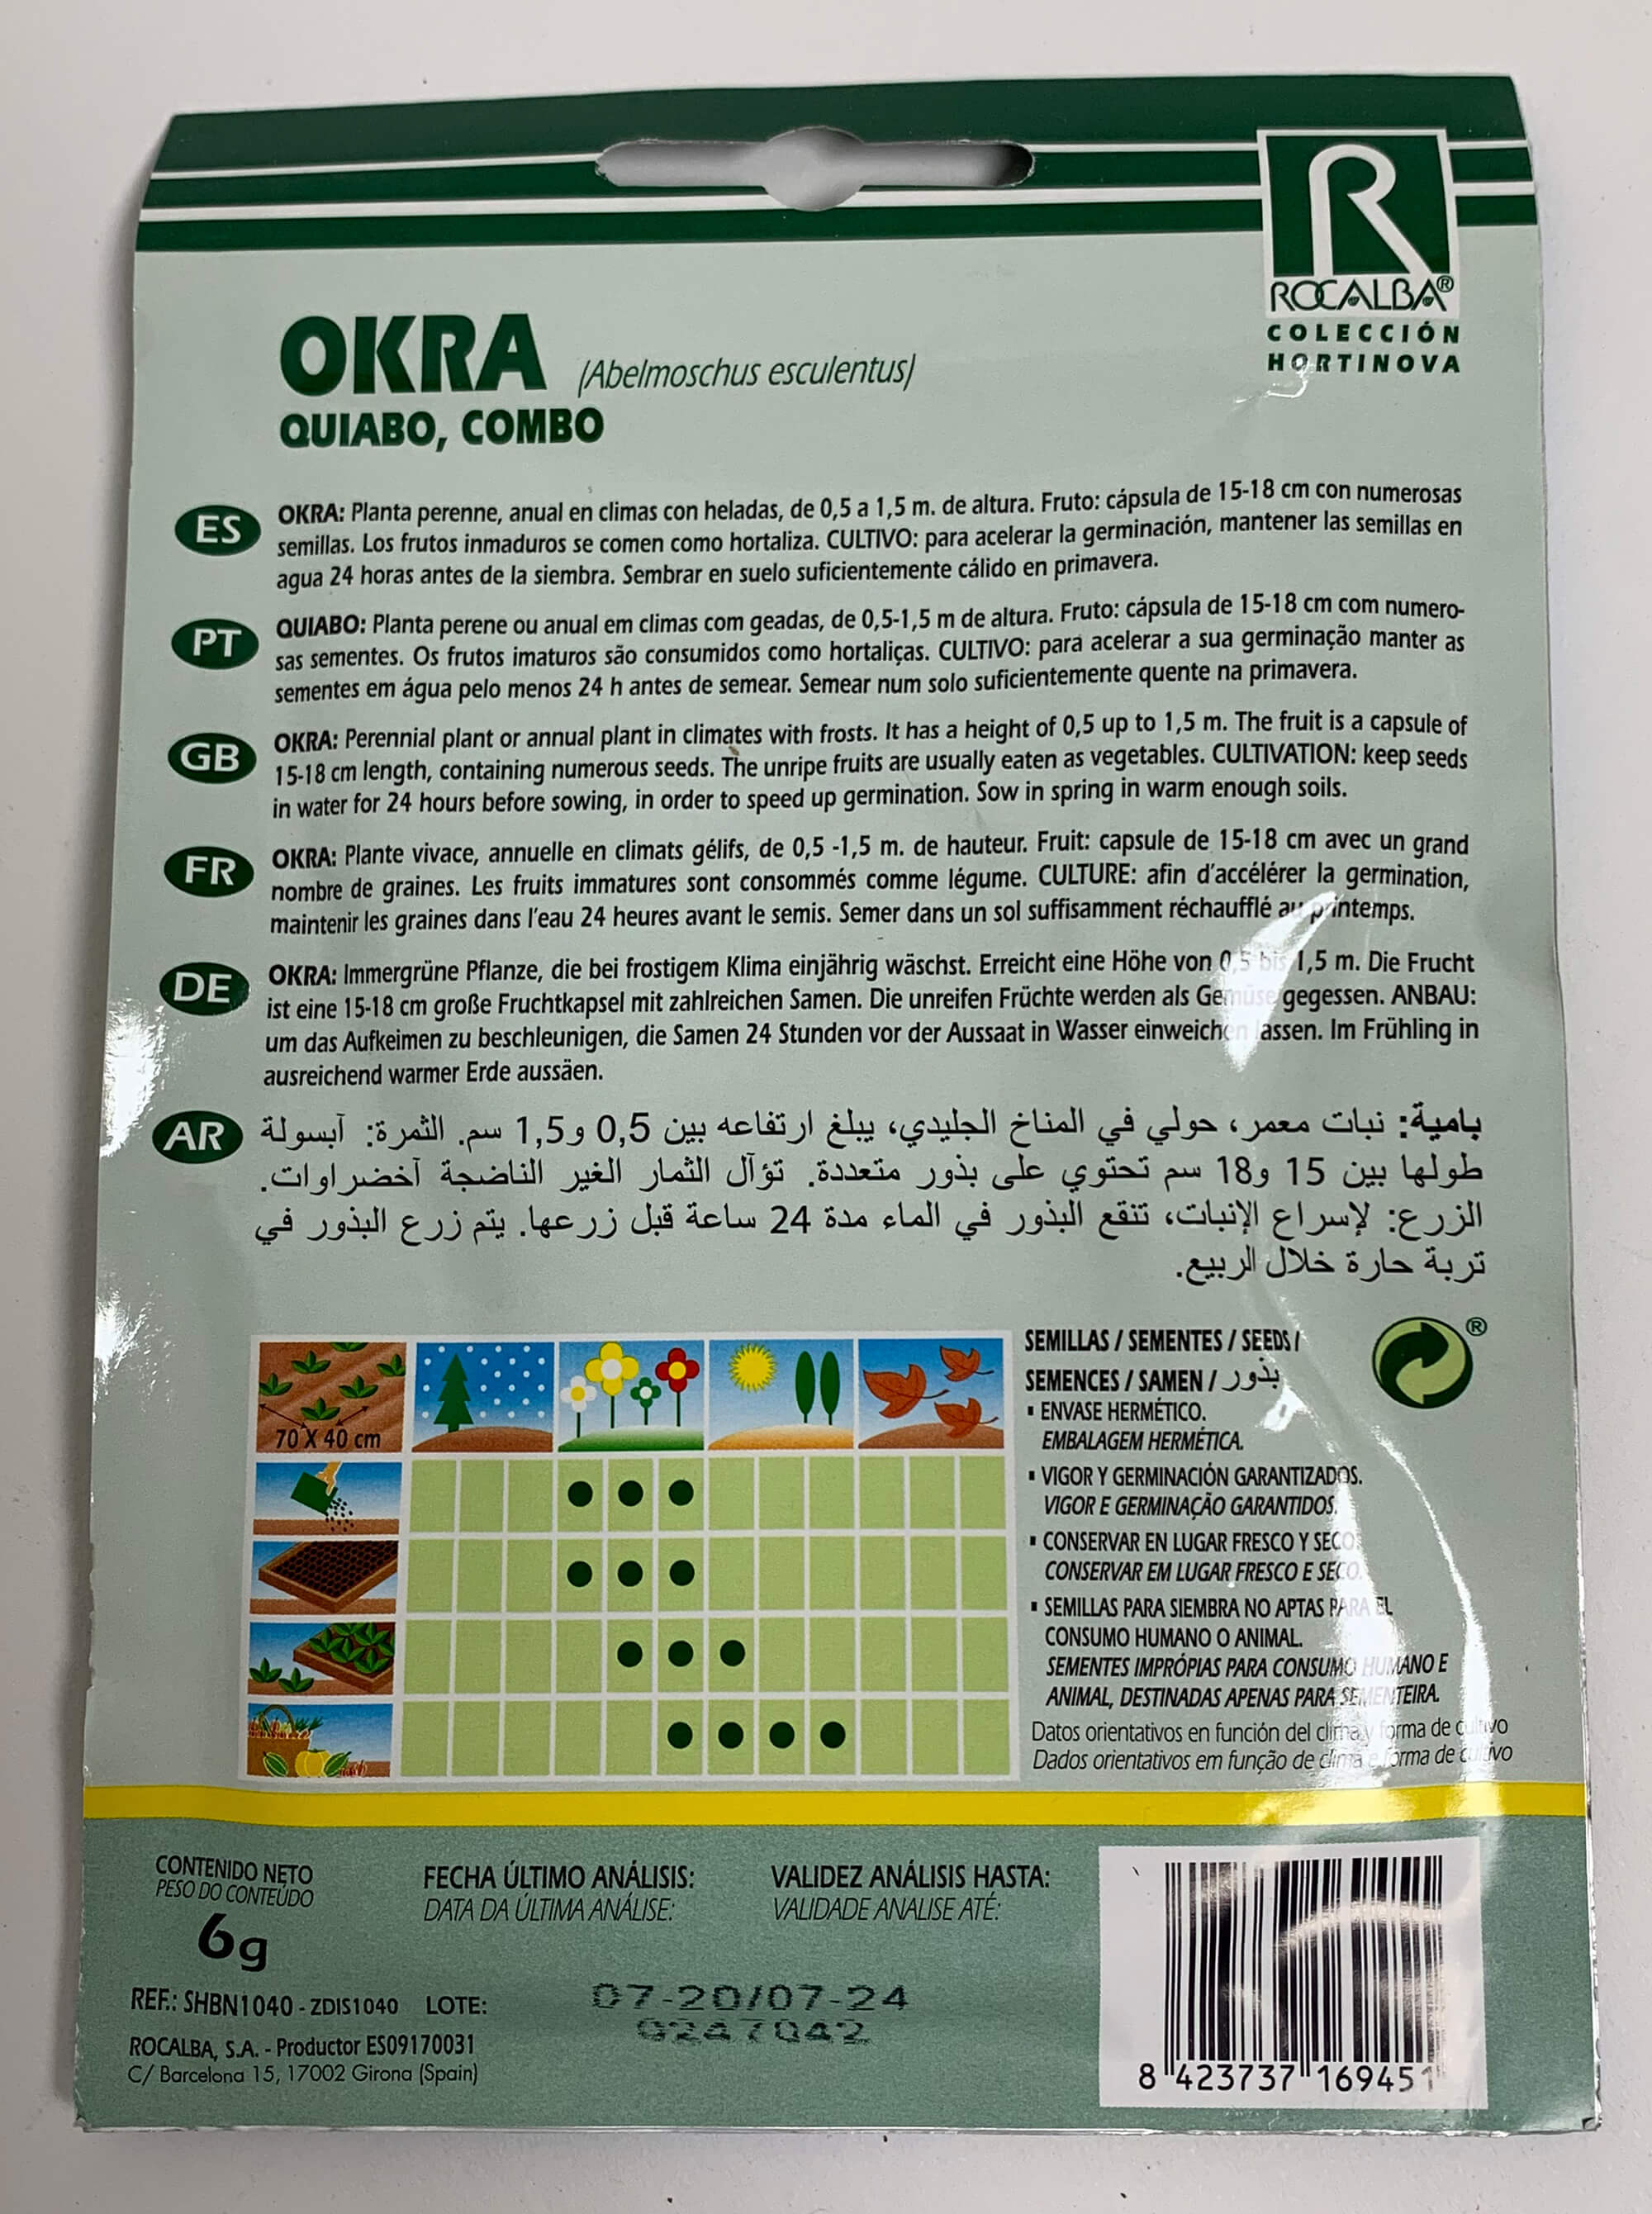 R
ROCALBA®
COLECCIÓN
HORTINOVA
OKRA (Abelmoschus esculentus)
QUIABO, COMBO
ES
OKRA: Planta perenne, anual en climas con heladas, de 0,5 a 1,5 m. de altura. Fruto: cápsula de 15-18 cm con numerosas
semillas. Los frutos inmaduros se comen como hortaliza. CULTIVO: para acelerar la germinación, mantener las semillas en
agua 24 horas antes de la siembra. Sembrar en suelo suficientemente cálido en primavera.
PT
QUIABO: Planta perene ou anual em climas com geadas, de 0,5-1,5 m de altura. Fruto: cápsula de 15-18 cm com numero-
sas sementes. Os frutos imaturos são consumidos como hortaliças. CULTIVO: para acelerar a sua germinação manter as
sementes em água pelo menos 24 h antes de semear. Semear num solo suficientemente quente na primavera.
GB
OKRA: Perennial plant or annual plant in climates with frosts. It has a height of 0,5 up to 1,5 m. The fruit is a capsule of
15-18 cm length, containing numerous seeds. The unripe fruits are usually eaten as vegetables. CULTIVATION: keep seeds
in water for 24 hours before sowing, in order to speed up germination. Sow in spring in warm enough soils.
FR
OKRA: Plante vivace, annuelle en climats gélifs, de 0,5 -1,5 m. de hauteur. Fruit: capsule de 15-18 cm avec un grand
nombre de graines. Les fruits immatures sont consommés comme légume. CULTURE: afin d'accélérer la germination,
maintenir les graines dans l'eau 24 heures avant le semis. Semer dans un sol suffisamment réchaufflé au printemps.
DE
OKRA: Immergrüne Pflanze, die bei frostigem Klima einjährig wäschst. Erreicht eine Höhe von 0,5 bis 1,5 m. Die Frucht
ist eine 15-18 cm große Fruchtkapsel mit zahlreichen Samen. Die unreifen Früchte werden als Gemüse gegessen. ANBAU:
um das Aufkeimen zu beschleunigen, die Samen 24 Stunden vor der Aussaat in Wasser einweichen lassen. Im Frühling in
ausreichend warmer Erde aussäen.
AR
بامية: نبات معمر، حولي في المناخ الجليدي، يبلغ ارتفاعه بين 0,5 و1,5 سم. الثمرة: آبسولة
طولها بين 15 و18 سم تحتوي على بذور متعددة. تؤآل الثمار الغير الناضجة آخضراوات.
الزرع: لإسراع الإنبات، تنقع البذور في الماء مدة 24 ساعة قبل زرعها. يتم زرع البذور في
تربة حارة خلال الربيع.
70 X 40 cm
SEMILLAS / SEMENTES / SEEDS /
SEMENCES / SAMEN / بذور
®
▪ ENVASE HERMÉTICO.
EMBALAGEM HERMÉTICA.
▪ VIGOR Y GERMINACIÓN GARANTIZADOS.
VIGOR E GERMINAÇÃO GARANTIDOS.
▪ CONSERVAR EN LUGAR FRESCO Y SECO.
CONSERVAR EM LUGAR FRESCO E SECO.
▪ SEMILLAS PARA SIEMBRA NO APTAS PARA EL
CONSUMO HUMANO O ANIMAL.
SEMENTES IMPRÓPIAS PARA CONSUMO HUMANO E
ANIMAL, DESTINADAS APENAS PARA SEMENTEIRA.
Datos orientativos en función del clima y forma de cultivo
Dados orientativos em função de clima e forma de cultivo
CONTENIDO NETO
PESO DO CONTEÚDO
6g
FECHA ÚLTIMO ANÁLISIS:
DATA DA ÚLTIMA ANÁLISE:
VALIDEZ ANÁLISIS HASTA:
VALIDADE ANALISE ATÉ:
07-20/07-24
0247042
REF.: SHBN1040 - ZDIS1040 LOTE:
ROCALBA, S.A. - Productor ES09170031
C/ Barcelona 15, 17002 Girona (Spain)
8 423737 169451